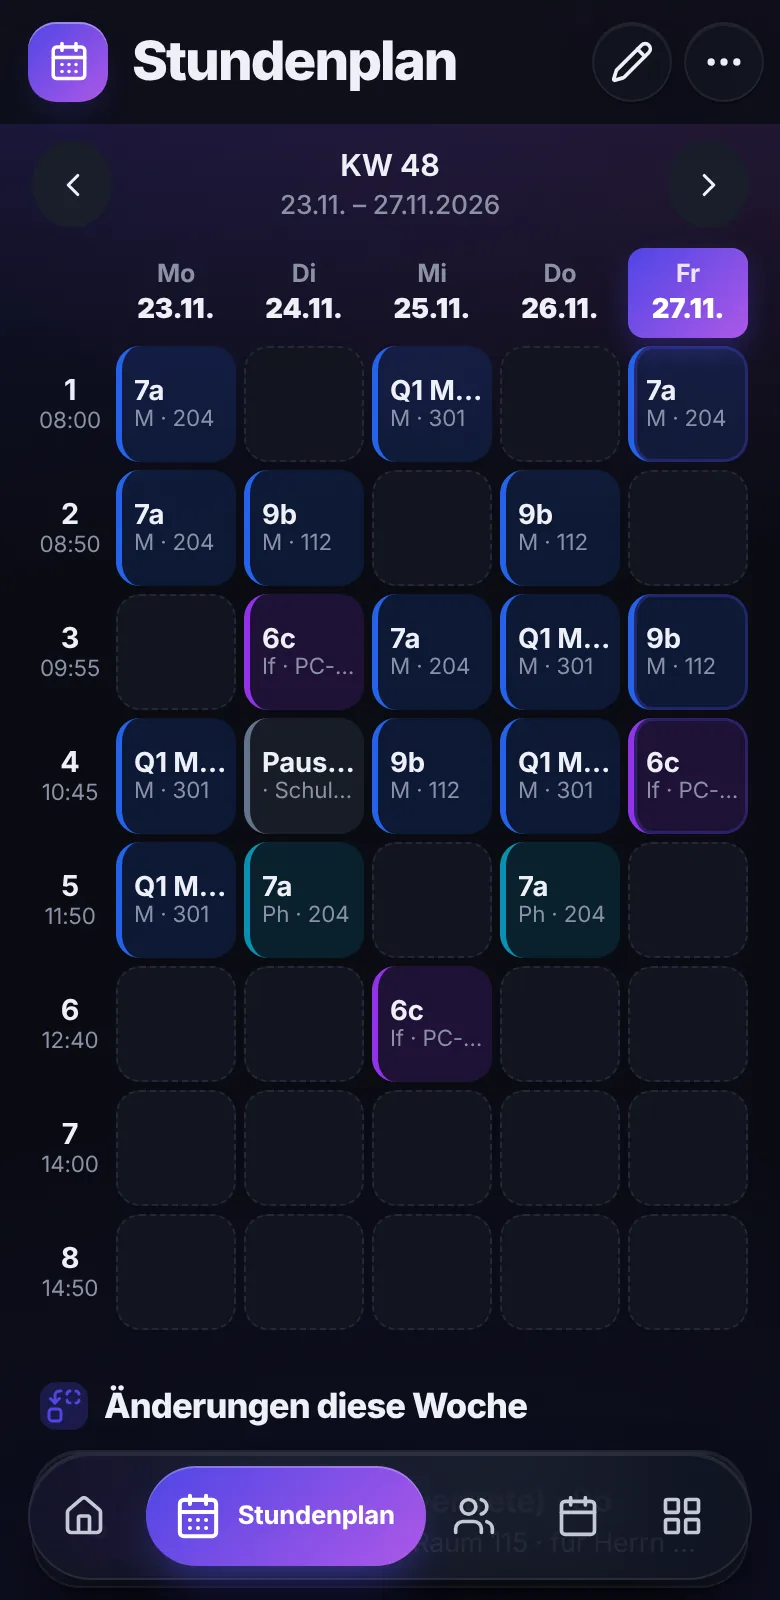 Stundenplan
KW 48
23.11. – 27.11.2026
Mo Di Mi Do Fr
23.11. 24.11. 25.11. 26.11. 27.11.
1 7a Q1 M... 7a
08:00 M · 204 M · 301 M · 204
2 7a 9b 9b
08:50 M · 204 M · 112 M · 112
3 6c 7a Q1 M... 9b
09:55 If · PC-... M · 204 M · 301 M · 112
4 Q1 M... Paus... 9b Q1 M... 6c
10:45 M · 301 · Schul... M · 112 M · 301 If · PC-...
5 Q1 M... 7a 7a
11:50 M · 301 Ph · 204 Ph · 204
6 6c
12:40 If · PC-...
7
14:00
8
14:50
Änderungen diese Woche
Stundenplan
Raum 115 · für Herrn ...